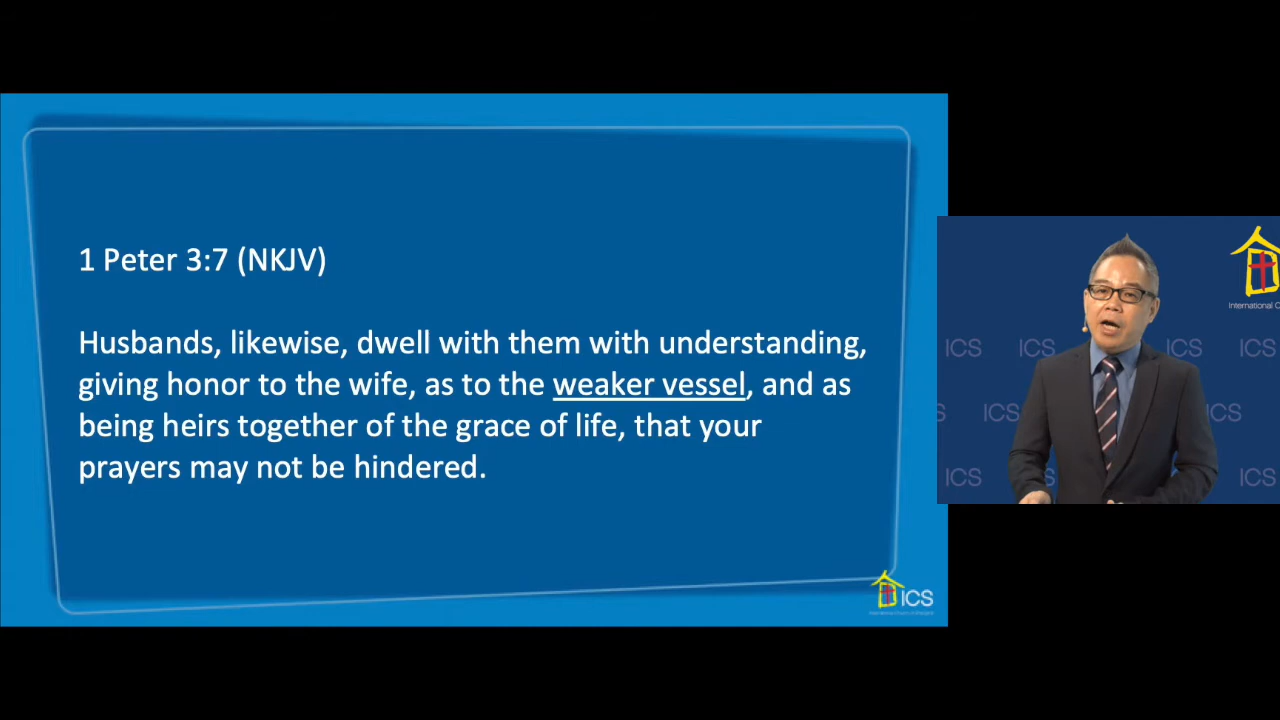 1 Peter 3:7 (NKJV)
Husbands, likewise, dwell with them with understanding,
giving honor to the wife, as to the weaker vessel, and as
being heirs together of the grace of life, that your
prayers may not be hindered.
ICS
International C
ICS ICS ICS ICS
ICS ICS
ICS ICS